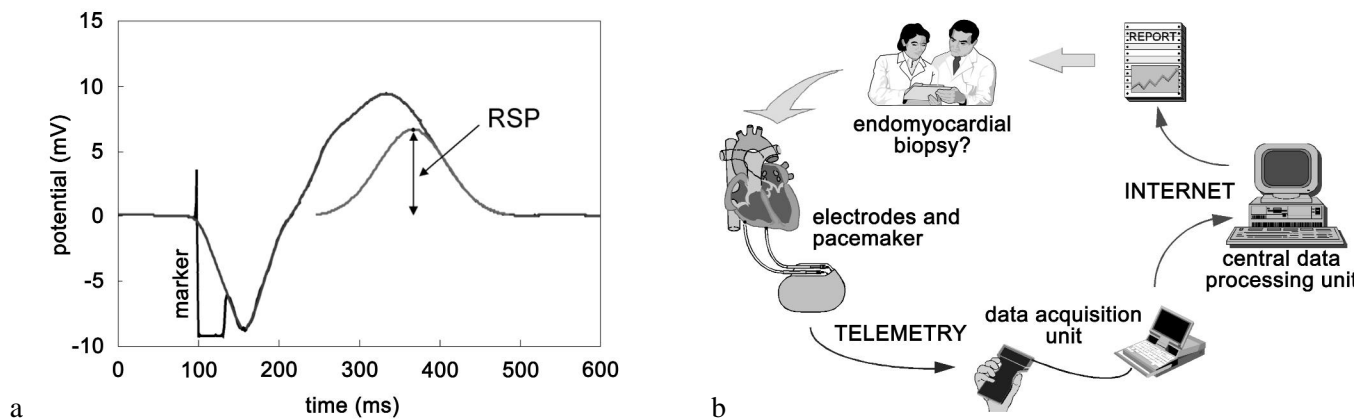 15
10
5
0
-5
-10
potential (mV)
marker
RSP
0 100 200 300 400 500 600
time (ms)
a
REPORT
endomyocardial
biopsy?
electrodes and
pacemaker
INTERNET
central data
processing unit
data acquisition
unit
TELEMETRY
b